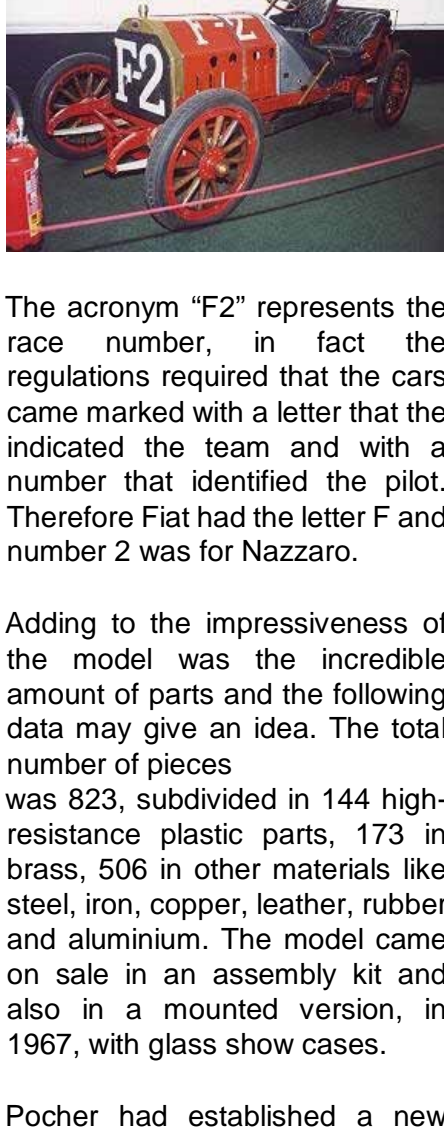 F-2
F-2
The acronym “F2” represents the
race number, in fact the
regulations required that the cars
came marked with a letter that the
indicated the team and with a
number that identified the pilot.
Therefore Fiat had the letter F and
number 2 was for Nazzaro.
Adding to the impressiveness of
the model was the incredible
amount of parts and the following
data may give an idea. The total
number of pieces
was 823, subdivided in 144 high-
resistance plastic parts, 173 in
brass, 506 in other materials like
steel, iron, copper, leather, rubber
and aluminium. The model came
on sale in an assembly kit and
also in a mounted version, in
1967, with glass show cases.
Pocher had established a new